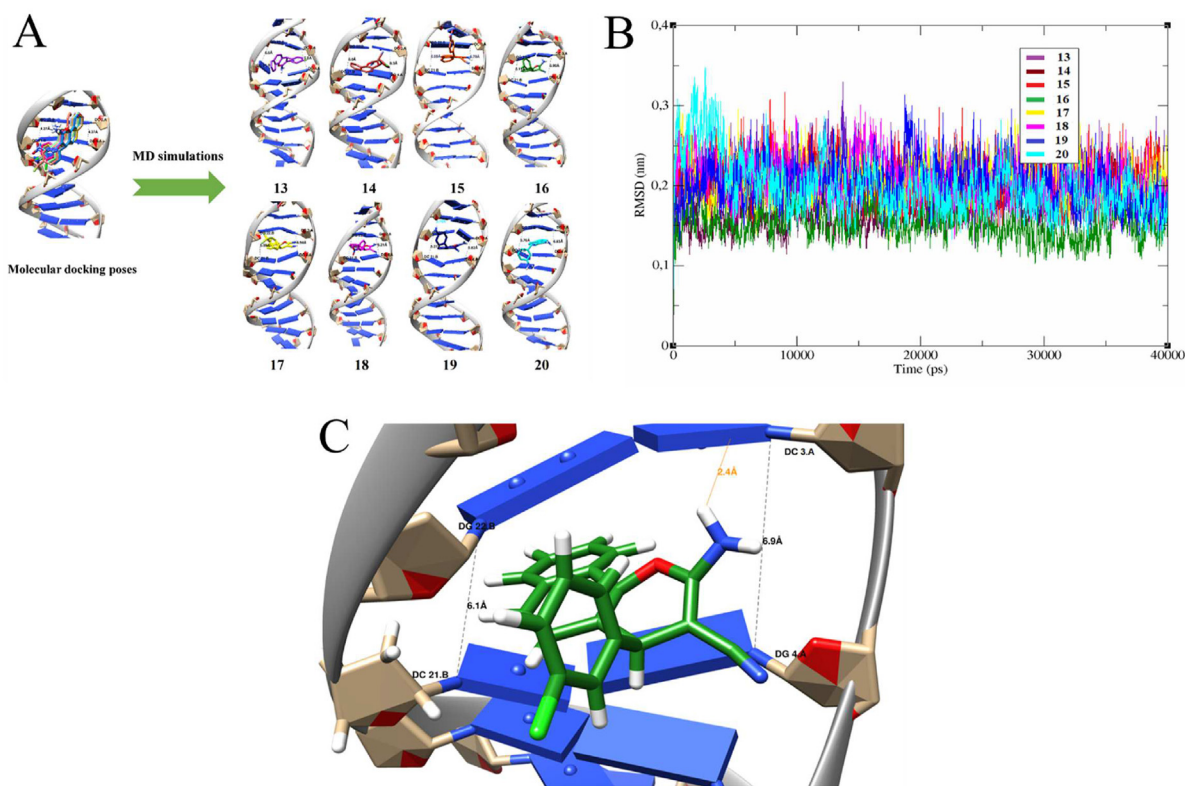 A
MD simulations
Molecular docking poses
13 14 15 16
17 18 19 20
B
0,4
0,3
0,2
0,1
0
RMSD (nm)
0 10000 20000 30000 40000
Time (ps)
13
14
15
16
17
18
19
20
C
DC 3.A
2.4Å
DG 22.B
6.9Å
6.1Å
DC 21.B
DG 4.A